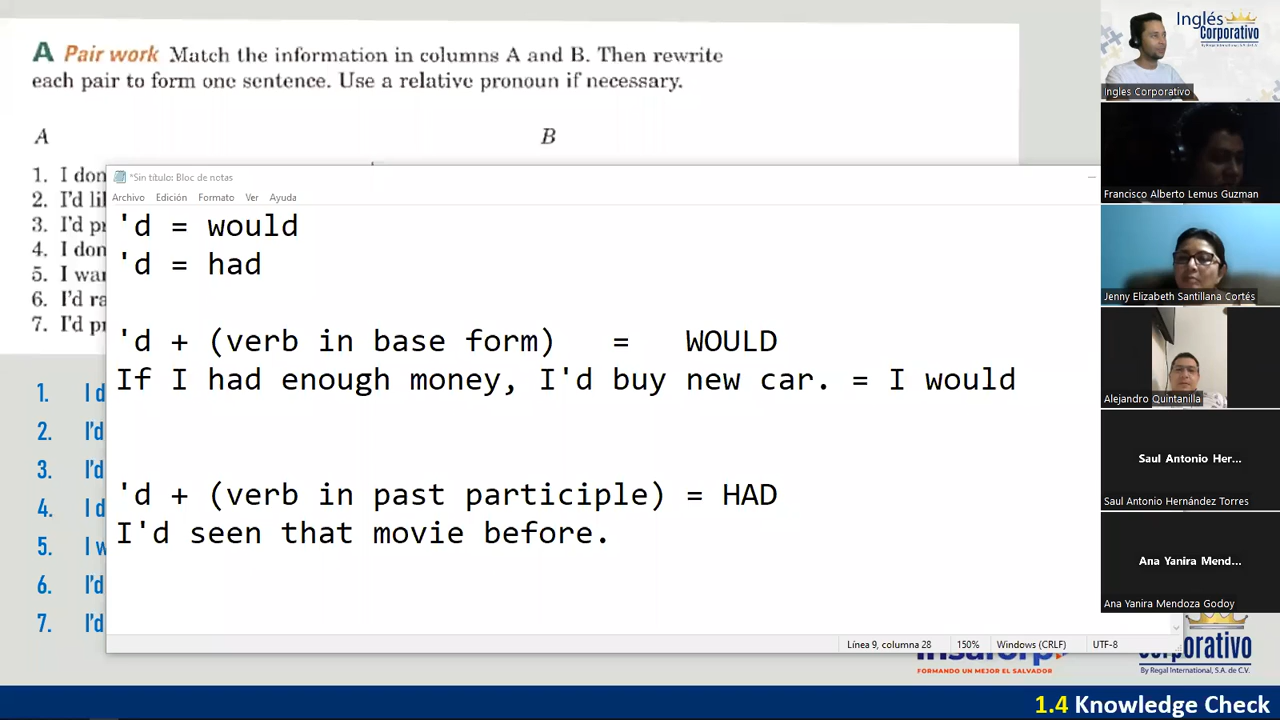 A Pair work Match the information in columns A and B. Then rewrite
each pair to form one sentence. Use a relative pronoun if necessary.
A
B
1. I don
2. I'd li
3. I'd pr
4. I don
5. I wan
6. I'd ra
7. I'd pr
*Sin título: Bloc de notas
Archivo Edición Formato Ver Ayuda
'd = would
'd = had
'd + (verb in base form) = WOULD
If I had enough money, I'd buy new car. = I would
'd + (verb in past participle) = HAD
I'd seen that movie before.
Línea 9, columna 28 150% Windows (CRLF) UTF-8
1. I d
2. I'd
3. I'd
4. I d
5. I w
6. I'd
7. I'd
FORMANDO UN MEJOR EL SALVADOR
Corporativo
By Regal International, S.A. de C.V.
1.4 Knowledge Check
Inglés
Corporativo
By Regal International, S.A. de C.V.
Ingles Corporativo
Francisco Alberto Lemus Guzman
Jenny Elizabeth Santillana Cortés
Alejandro Quintanilla
Saul Antonio Her...
Saul Antonio Hernández Torres
Ana Yanira Mend...
Ana Yanira Mendoza Godoy